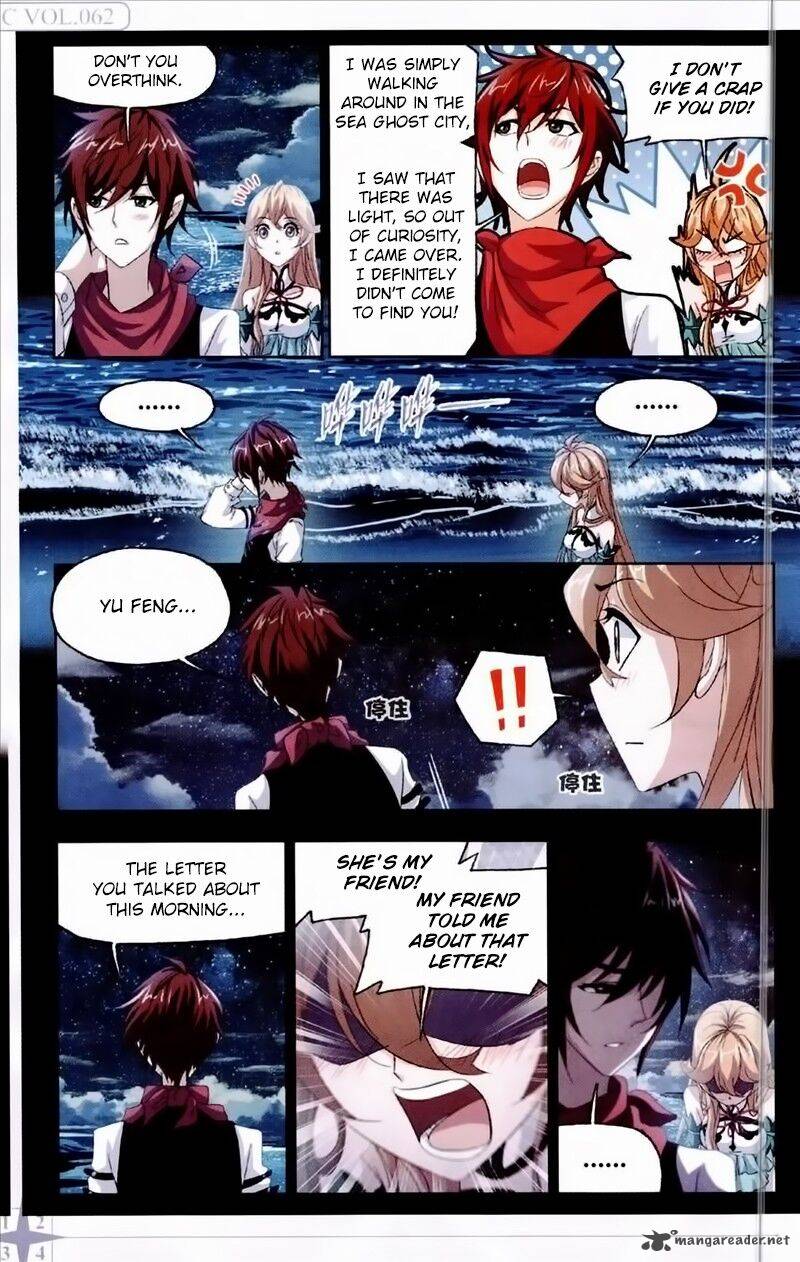 C VOL.062
DON'T YOU
OVERTHINK.
I WAS SIMPLY
WALKING
AROUND IN THE
SEA GHOST CITY,
I SAW THAT
THERE WAS
LIGHT, SO OUT
OF CURIOSITY,
I CAME OVER.
I DEFINITELY
DIDN'T COME
TO FIND YOU!
I DON'T
GIVE A CRAP
IF YOU DID!
......
哗哗哗
......
YU FENG...
停住
!!
停住
THE LETTER
YOU TALKED ABOUT
THIS MORNING...
SHE'S MY
FRIEND!
MY FRIEND
TOLD ME
ABOUT THAT
LETTER!
......
1 2
3 4
mangareader.net